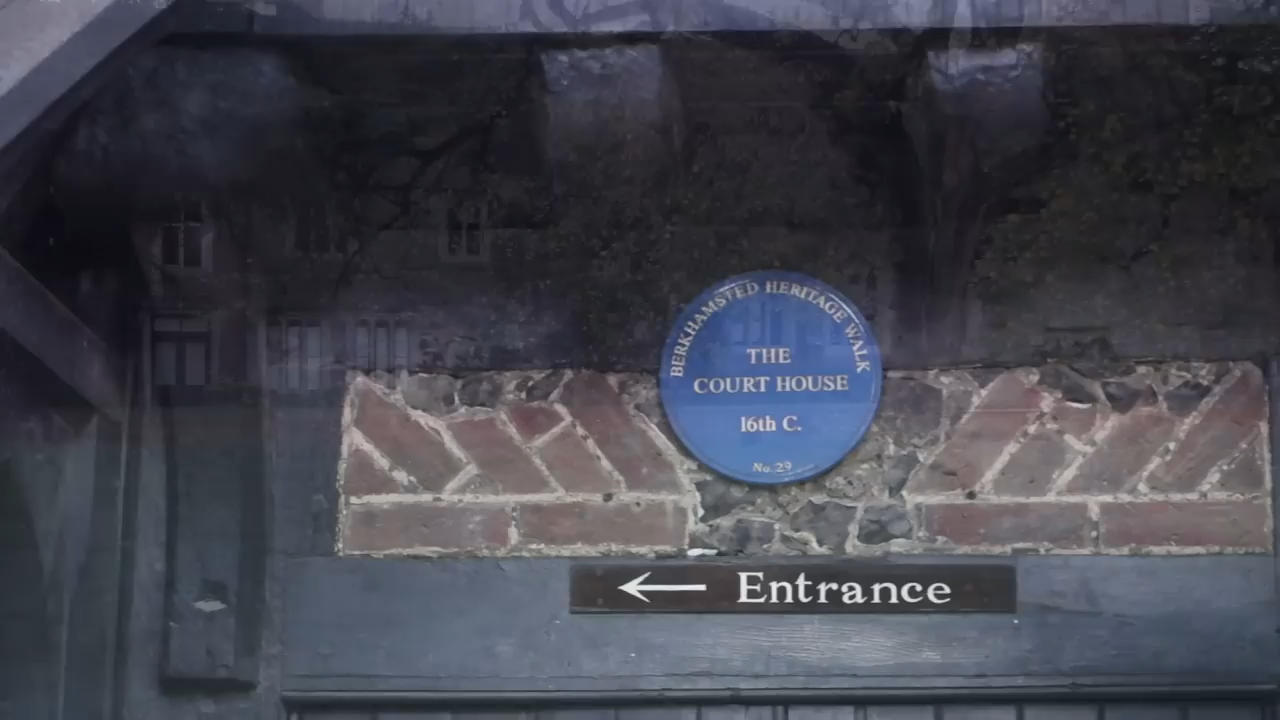 BERKHAMSTED HERITAGE WALK
THE
COURT HOUSE
16th C.
No. 29
← Entrance